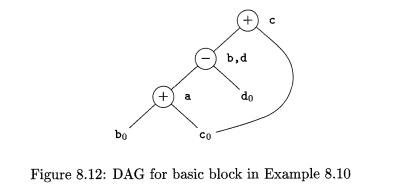 + c
− b,d
+ a d₀
b₀ c₀
Figure 8.12: DAG for basic block in Example 8.10